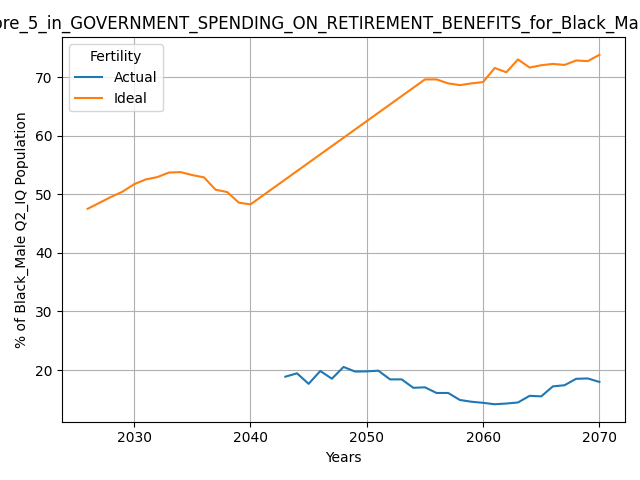 ore_5_in_GOVERNMENT_SPENDING_ON_RETIREMENT_BENEFITS_for_Black_Ma
Fertility
Actual
Ideal
% of Black_Male Q2_IQ Population
70
60
50
40
30
20
2030 2040 2050 2060 2070
Years